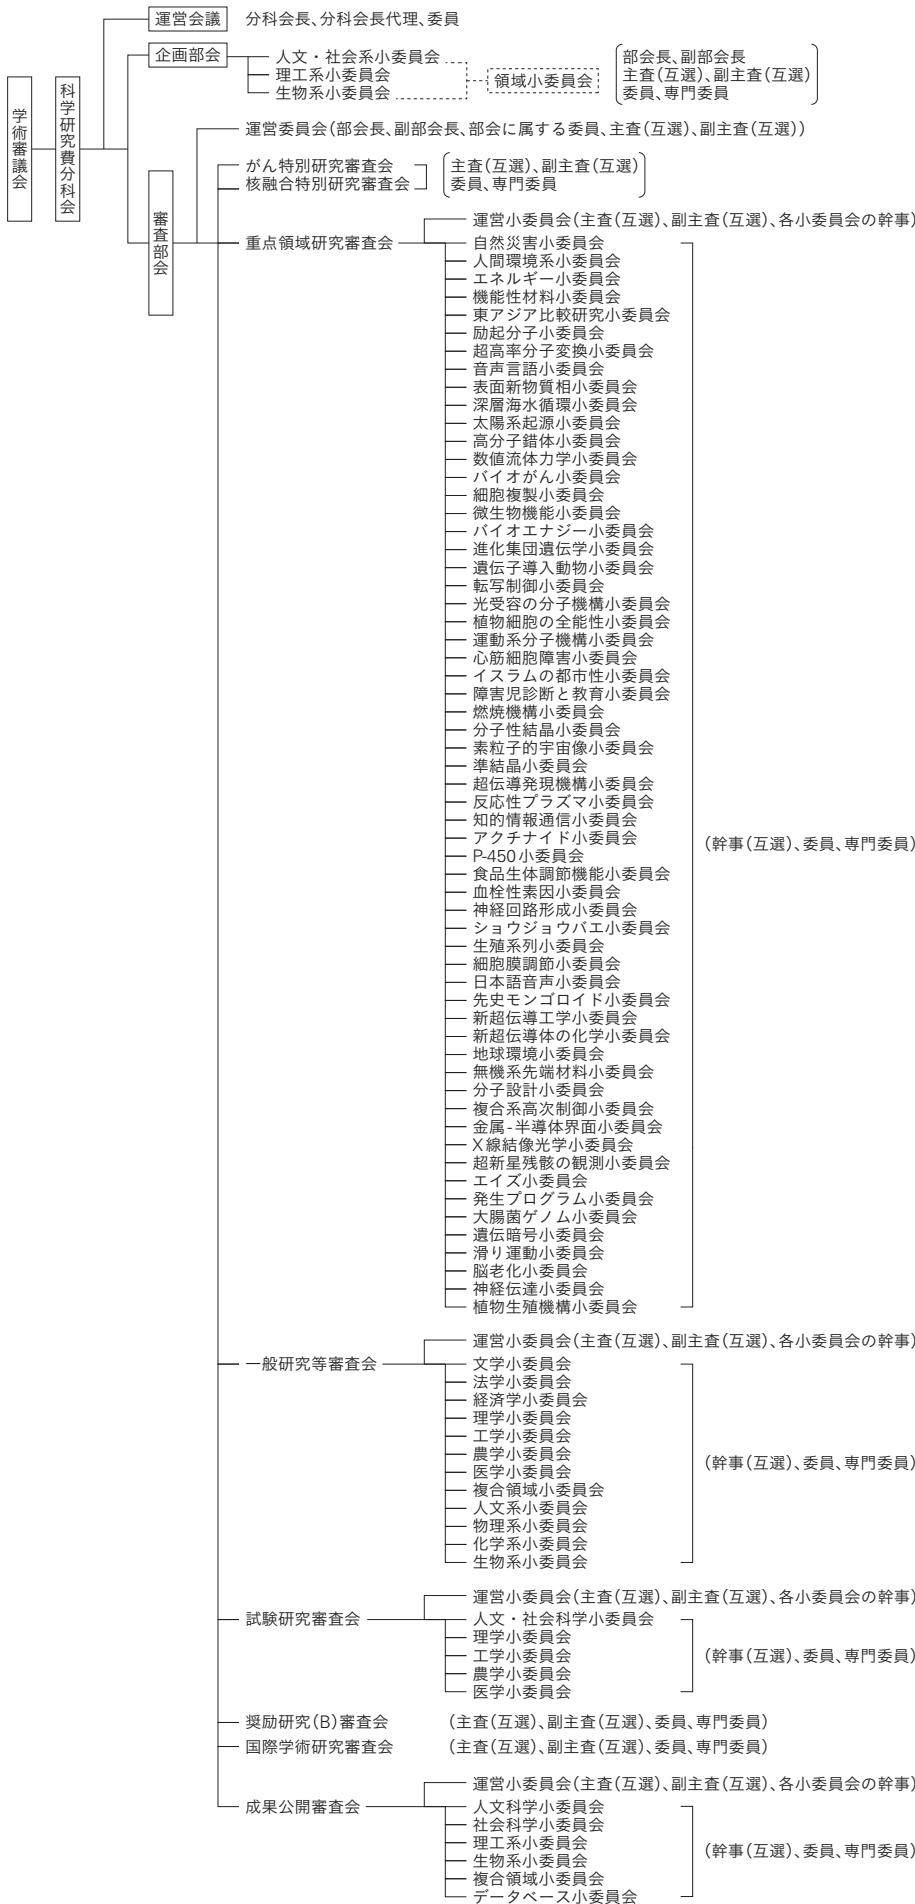 運営会議 分科会長、分科会長代理、委員
企画部会
人文・社会系小委員会
理工系小委員会
生物系小委員会
領域小委員会
部会長、副部会長
主査(互選)、副主査(互選)
委員、専門委員
学術審議会
科学研究費分科会
審査部会
運営委員会(部会長、副部会長、部会に属する委員、主査(互選)、副主査(互選))
がん特別研究審査会
核融合特別研究審査会
主査(互選)、副主査(互選)
委員、専門委員
重点領域研究審査会
運営小委員会(主査(互選)、副主査(互選)、各小委員会の幹事)
自然災害小委員会
人間環境系小委員会
エネルギー小委員会
機能性材料小委員会
東アジア比較研究小委員会
励起分子小委員会
超高率分子変換小委員会
音声言語小委員会
表面新物質相小委員会
深層海水循環小委員会
太陽系起源小委員会
高分子錯体小委員会
数値流体力学小委員会
バイオがん小委員会
細胞複製小委員会
微生物機能小委員会
バイオエナジー小委員会
進化集団遺伝学小委員会
遺伝子導入動物小委員会
転写制御小委員会
光受容の分子機構小委員会
植物細胞の全能性小委員会
運動系分子機構小委員会
心筋細胞障害小委員会
イスラムの都市性小委員会
障害児診断と教育小委員会
燃焼機構小委員会
分子性結晶小委員会
素粒子的宇宙像小委員会
準結晶小委員会
超伝導発現機構小委員会
反応性プラズマ小委員会
知的情報通信小委員会
アクチナイド小委員会
P-450小委員会
食品生体調節機能小委員会
血栓性素因小委員会
神経回路形成小委員会
ショウジョウバエ小委員会
生殖系列小委員会
細胞膜調節小委員会
日本語音声小委員会
先史モンゴロイド小委員会
新超伝導工学小委員会
新超伝導体の化学小委員会
地球環境小委員会
無機系先端材料小委員会
分子設計小委員会
複合系高次制御小委員会
金属-半導体界面小委員会
X線結像光学小委員会
超新星残骸の観測小委員会
エイズ小委員会
発生プログラム小委員会
大腸菌ゲノム小委員会
遺伝暗号小委員会
滑り運動小委員会
脳老化小委員会
神経伝達小委員会
植物生殖機構小委員会
(幹事(互選)、委員、専門委員)
一般研究等審査会
運営小委員会(主査(互選)、副主査(互選)、各小委員会の幹事)
文学小委員会
法学小委員会
経済学小委員会
理学小委員会
工学小委員会
農学小委員会
医学小委員会
複合領域小委員会
人文系小委員会
物理系小委員会
化学系小委員会
生物系小委員会
(幹事(互選)、委員、専門委員)
試験研究審査会
運営小委員会(主査(互選)、副主査(互選)、各小委員会の幹事)
人文・社会科学小委員会
理学小委員会
工学小委員会
農学小委員会
医学小委員会
(幹事(互選)、委員、専門委員)
奨励研究(B)審査会 (主査(互選)、副主査(互選)、委員、専門委員)
国際学術研究審査会 (主査(互選)、副主査(互選)、委員、専門委員)
成果公開審査会
運営小委員会(主査(互選)、副主査(互選)、各小委員会の幹事)
人文科学小委員会
社会科学小委員会
理工系小委員会
生物系小委員会
複合領域小委員会
データベース小委員会
(幹事(互選)、委員、専門委員)